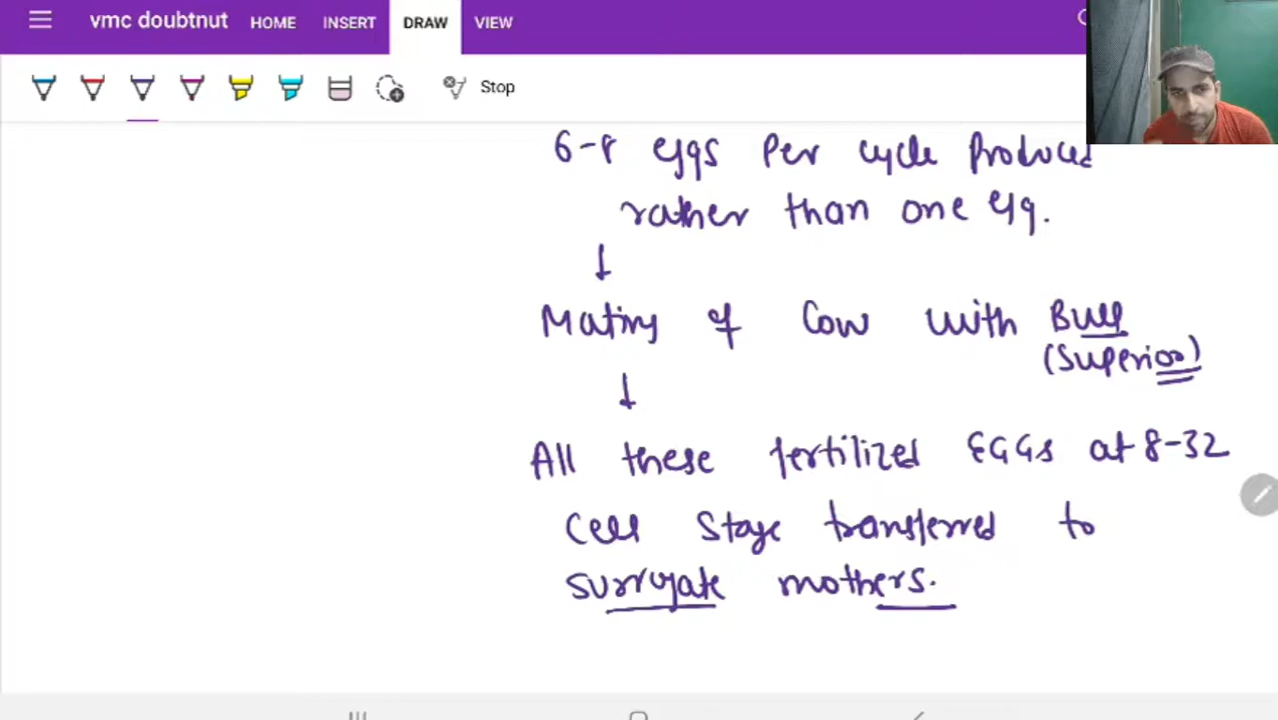 vmc doubtnut HOME INSERT DRAW VIEW
Stop
6-8 eggs Per cycle Produced
rather than one egg.
Mating of Cow with Bull
(Superior)
All these fertilized EGGs at 8-32
Cell Stage transferred to
surrogate mothers.